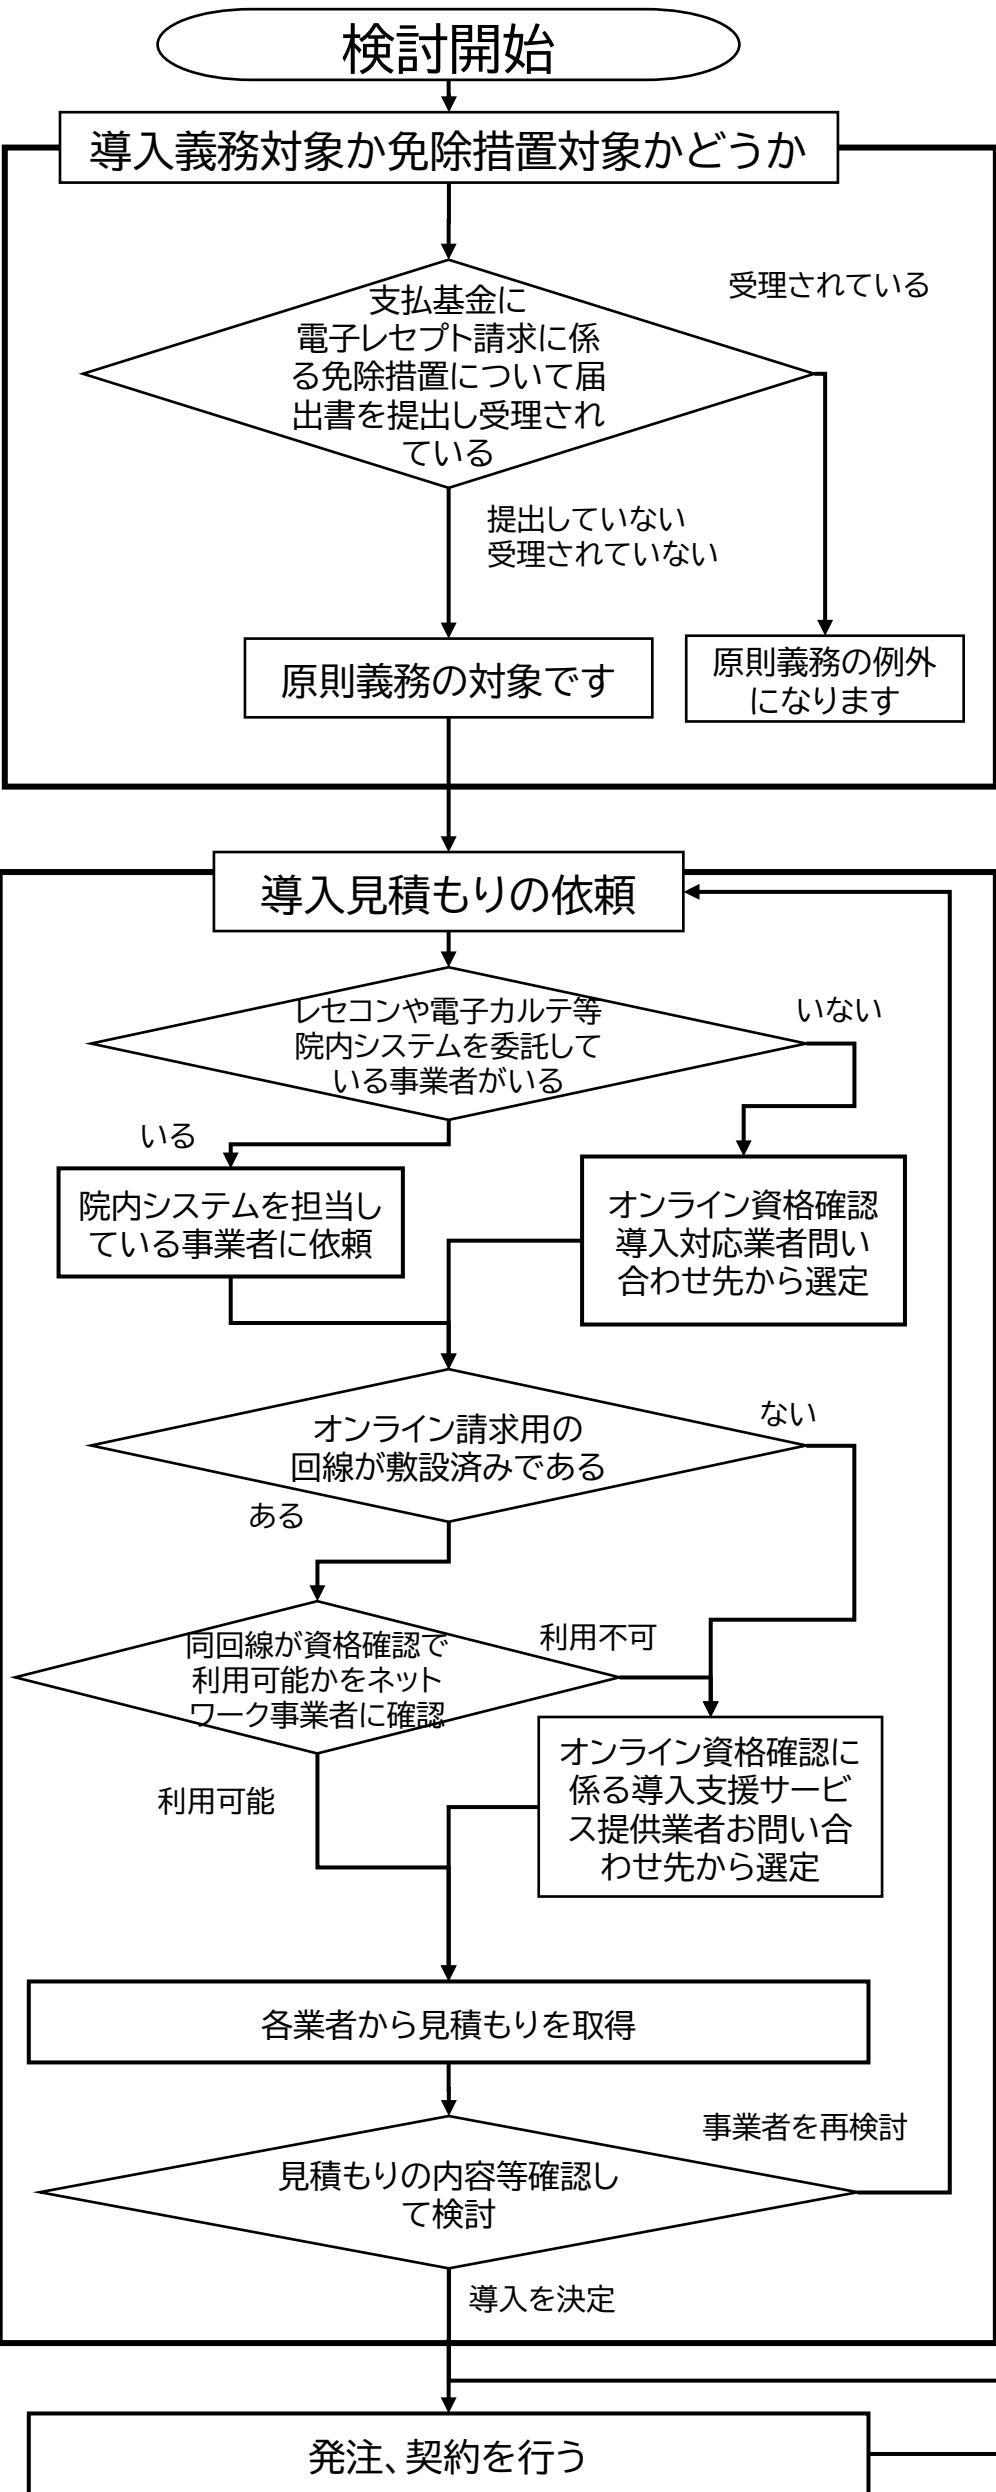 検討開始
導入義務対象か免除措置対象かどうか
受理されている
支払基金に
電子レセプト請求に係
る免除措置について届
出書を提出し受理され
ている
提出していない
受理されていない
原則義務の対象です
原則義務の例外
になります
導入見積もりの依頼
レセコンや電子カルテ等
院内システムを委託して
いる事業者がいる
いない
いる
院内システムを担当し
ている事業者に依頼
オンライン資格確認
導入対応業者問い
合わせ先から選定
オンライン請求用の
回線が敷設済みである
ない
ある
同回線が資格確認で
利用可能かをネット
ワーク事業者に確認
利用不可
利用可能
オンライン資格確認に
係る導入支援サービ
ス提供業者お問い合
わせ先から選定
各業者から見積もりを取得
事業者を再検討
見積もりの内容等確認し
て検討
導入を決定
発注、契約を行う